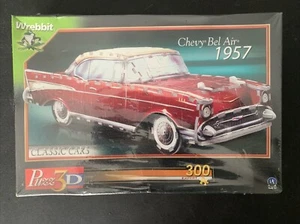 Wrebbit
Chevy Bel Air
1957
CLASSIC CARS
Puzz 3D
300